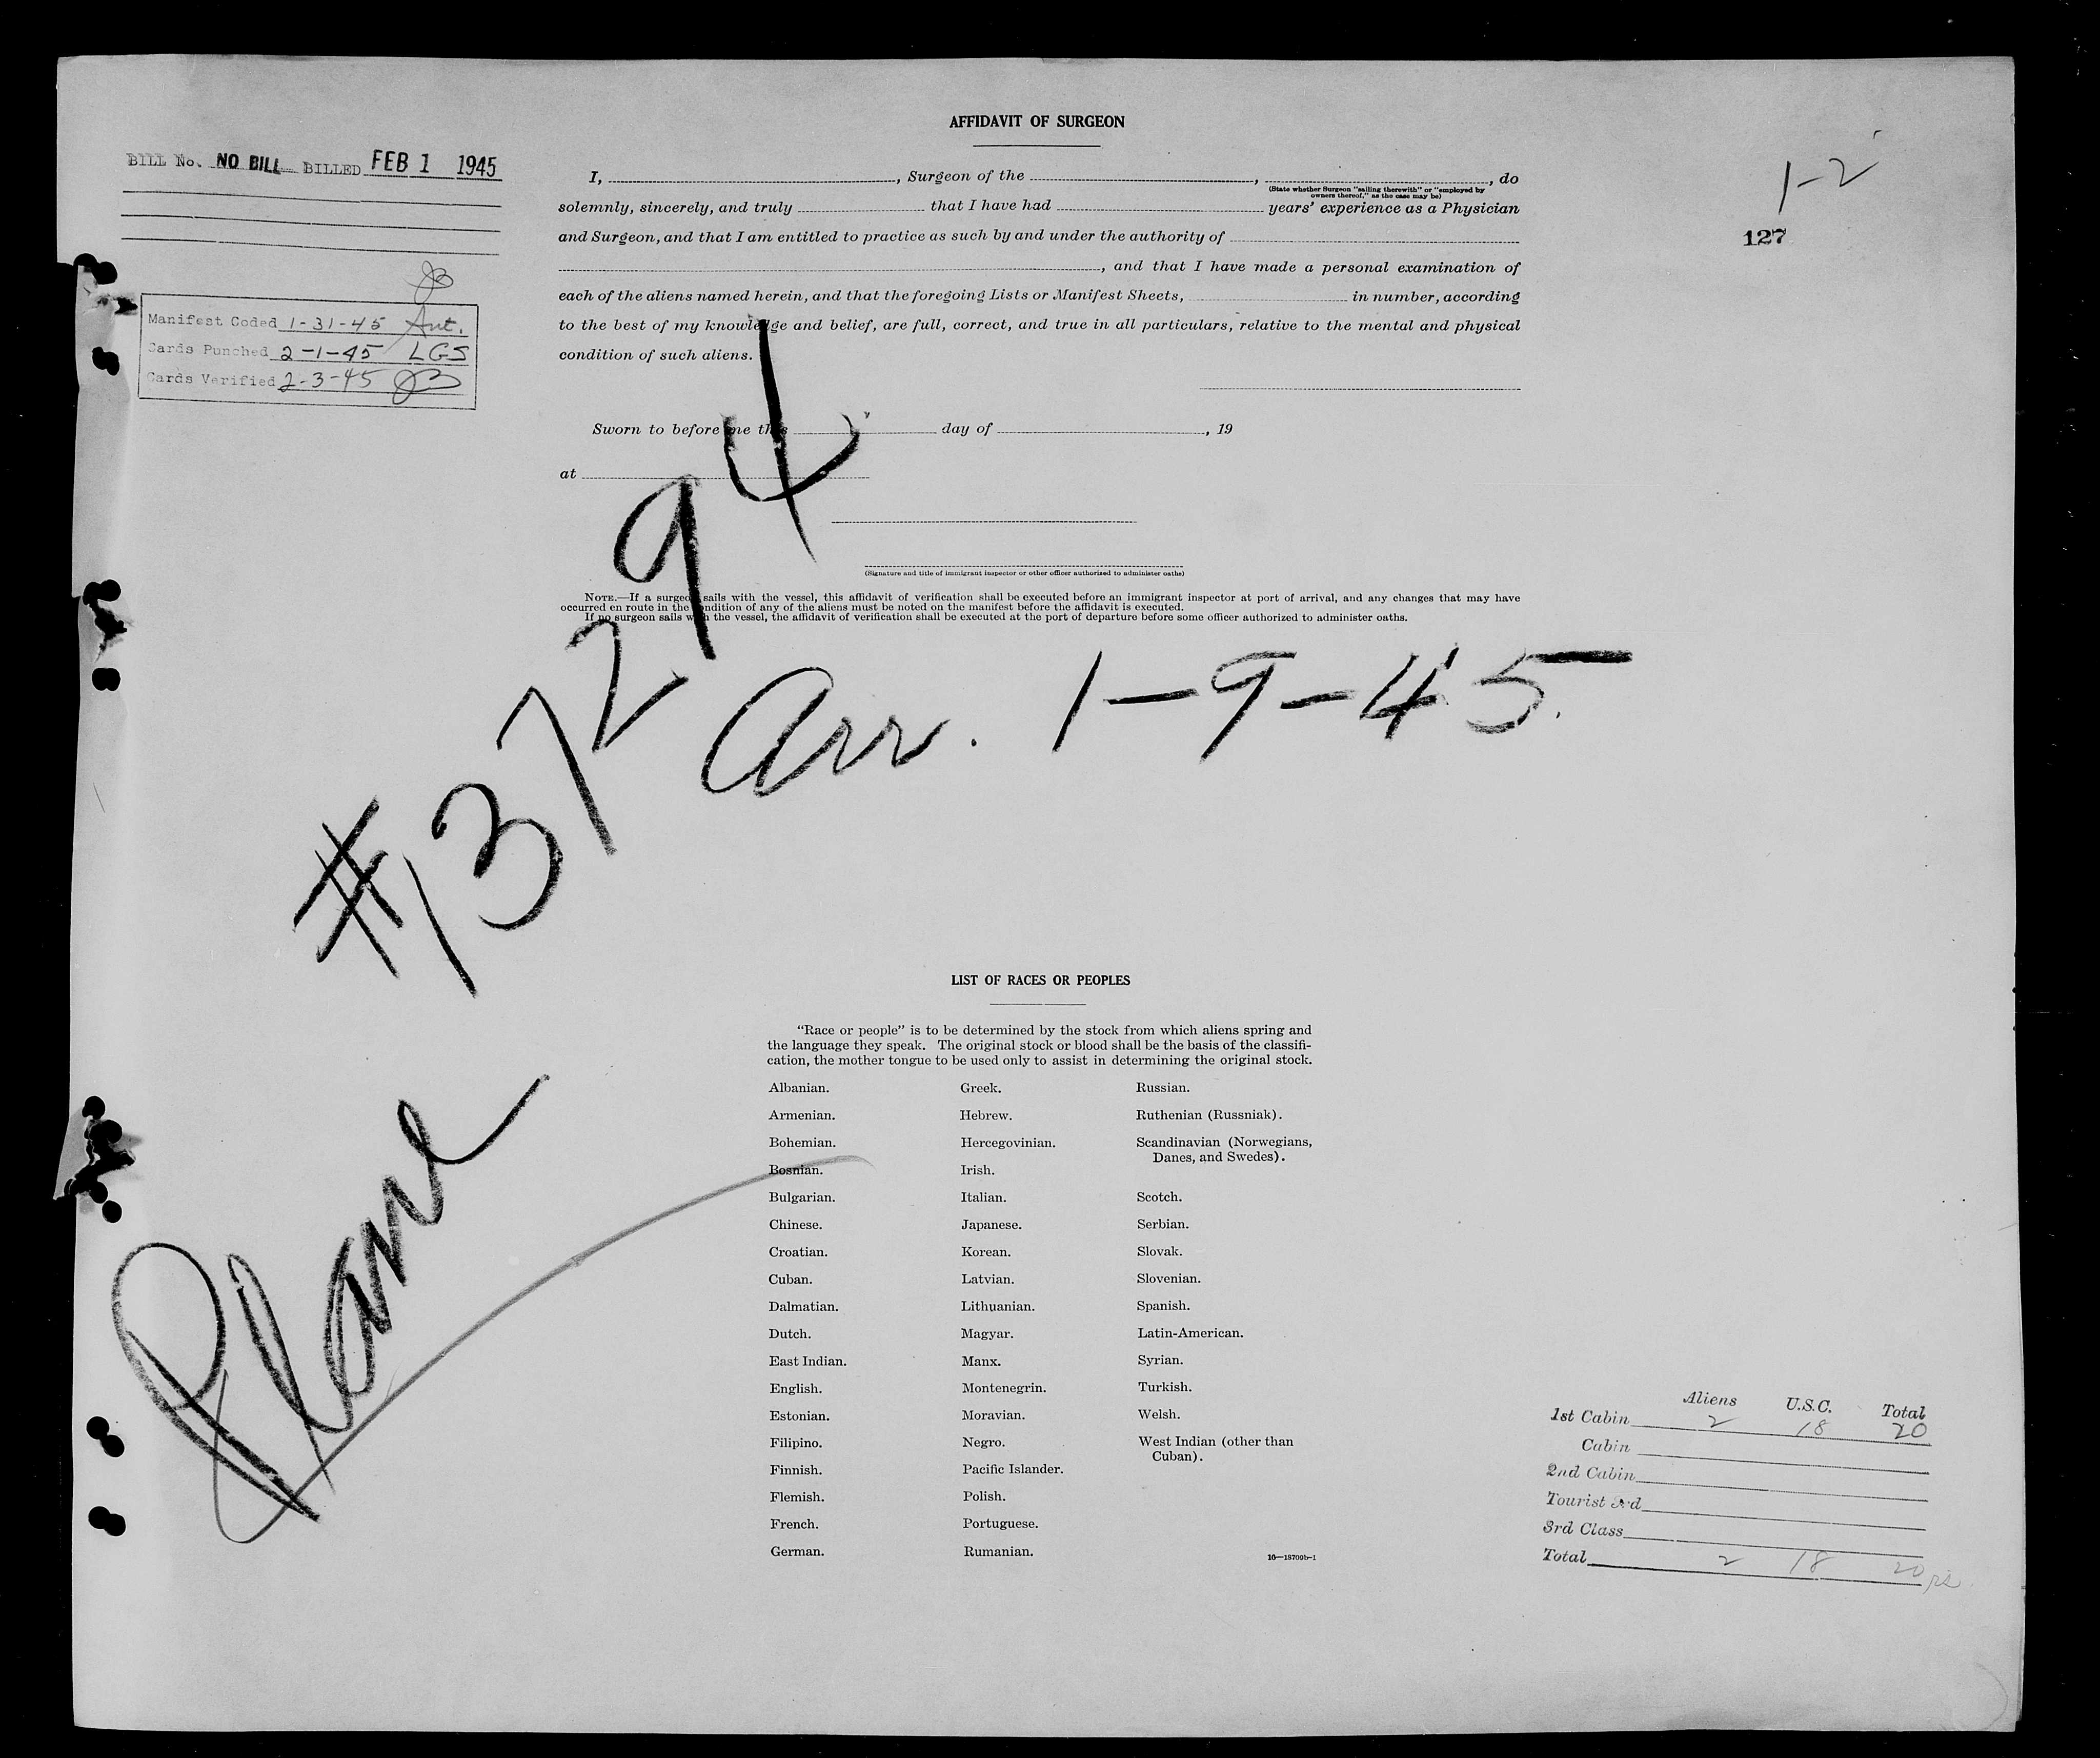 AFFIDAVIT OF SURGEON
BILL No. NO BILL BILLED FEB 1 1945
1-2
127
I, , Surgeon of the , , do
(State whether Surgeon "sailing therewith" or "employed by
owners thereof," as the case may be)
solemnly, sincerely, and truly that I have had years' experience as a Physician
and Surgeon, and that I am entitled to practice as such by and under the authority of
, and that I have made a personal examination of
each of the aliens named herein, and that the foregoing Lists or Manifest Sheets, in number, according
to the best of my knowledge and belief, are full, correct, and true in all particulars, relative to the mental and physical
condition of such aliens.
Manifest Coded 1-31-45
Cards Punched 2-1-45 LGS
Cards Verified 2-3-45
Sworn to before me this day of , 19
at
(Signature and title of immigrant inspector or other officer authorized to administer oaths)
NOTE.—If a surgeon sails with the vessel, this affidavit of verification shall be executed before an immigrant inspector at port of arrival, and any changes that may have
occurred en route in the condition of any of the aliens must be noted on the manifest before the affidavit is executed.
If no surgeon sails with the vessel, the affidavit of verification shall be executed at the port of departure before some officer authorized to administer oaths.
#137294
Arr. 1-9-45.
Plane
LIST OF RACES OR PEOPLES
"Race or people" is to be determined by the stock from which aliens spring and
the language they speak. The original stock or blood shall be the basis of the classifi-
cation, the mother tongue to be used only to assist in determining the original stock.
Albanian.
Armenian.
Bohemian.
Bosnian.
Bulgarian.
Chinese.
Croatian.
Cuban.
Dalmatian.
Dutch.
East Indian.
English.
Estonian.
Filipino.
Finnish.
Flemish.
French.
German.
Greek.
Hebrew.
Hercegovinian.
Irish.
Italian.
Japanese.
Korean.
Latvian.
Lithuanian.
Magyar.
Manx.
Montenegrin.
Moravian.
Negro.
Pacific Islander.
Polish.
Portuguese.
Rumanian.
Russian.
Ruthenian (Russniak).
Scandinavian (Norwegians,
Danes, and Swedes).
Scotch.
Serbian.
Slovak.
Slovenian.
Spanish.
Latin-American.
Syrian.
Turkish.
Welsh.
West Indian (other than
Cuban).
16—18709b-1
Aliens U.S.C. Total
1st Cabin 2 18 20
Cabin
2nd Cabin
Tourist 3rd
3rd Class
Total 2 18 20